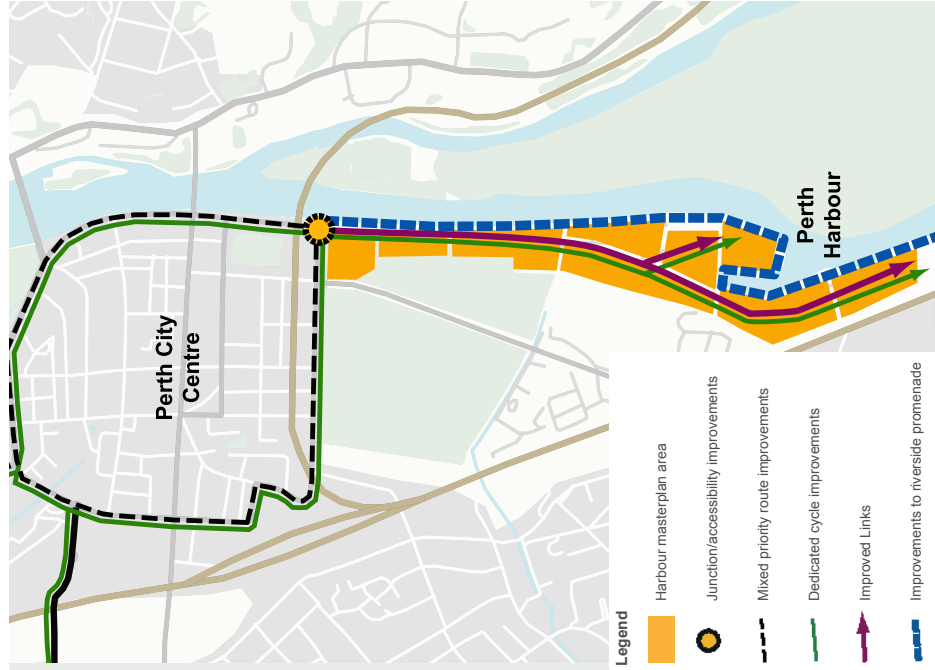 Perth City
Centre
Perth
Harbour
Legend
Harbour masterplan area
Junction/accessibility improvements
Mixed priority route improvements
Dedicated cycle improvements
Improved Links
Improvements to riverside promenade